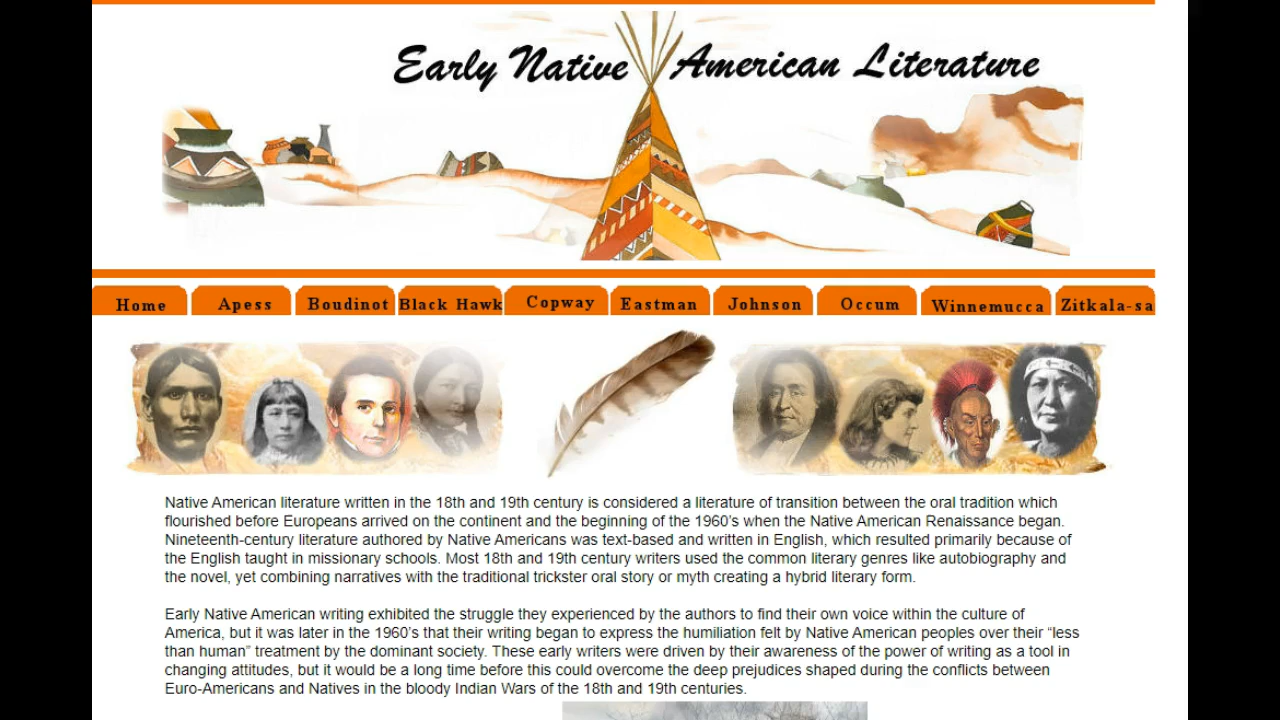 Early Native American Literature
Home Apess Boudinot Black Hawk Copway Eastman Johnson Occum Winnemucca Zitkala-sa
Native American literature written in the 18th and 19th century is considered a literature of transition between the oral tradition which
flourished before Europeans arrived on the continent and the beginning of the 1960’s when the Native American Renaissance began.
Nineteenth-century literature authored by Native Americans was text-based and written in English, which resulted primarily because of
the English taught in missionary schools. Most 18th and 19th century writers used the common literary genres like autobiography and
the novel, yet combining narratives with the traditional trickster oral story or myth creating a hybrid literary form.
Early Native American writing exhibited the struggle they experienced by the authors to find their own voice within the culture of
America, but it was later in the 1960’s that their writing began to express the humiliation felt by Native American peoples over their “less
than human” treatment by the dominant society. These early writers were driven by their awareness of the power of writing as a tool in
changing attitudes, but it would be a long time before this could overcome the deep prejudices shaped during the conflicts between
Euro-Americans and Natives in the bloody Indian Wars of the 18th and 19th centuries.